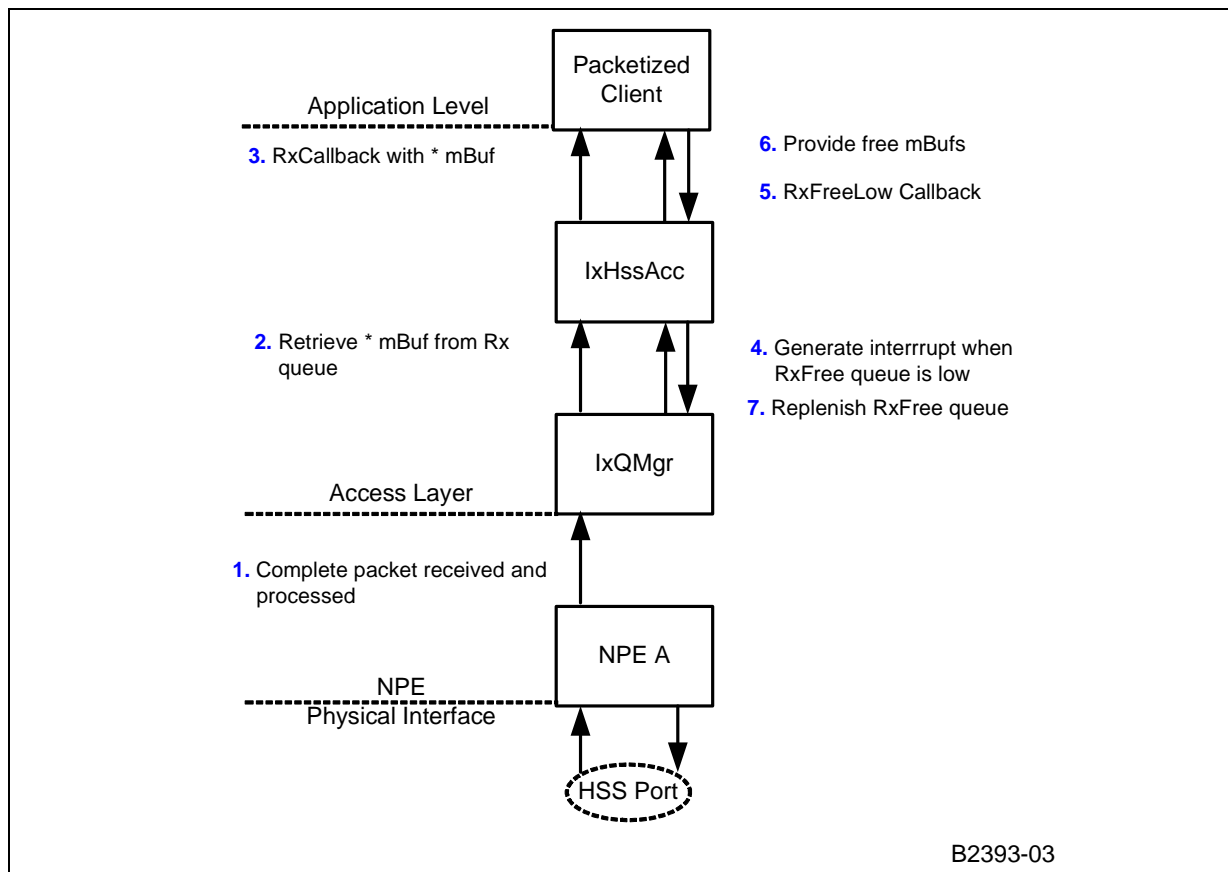 Packetized
Client
Application Level
3. RxCallback with * mBuf
6. Provide free mBufs
5. RxFreeLow Callback
IxHssAcc
2. Retrieve * mBuf from Rx
queue
4. Generate interrrupt when
RxFree queue is low
7. Replenish RxFree queue
IxQMgr
Access Layer
1. Complete packet received and
processed
NPE A
NPE
Physical Interface
HSS Port
B2393-03